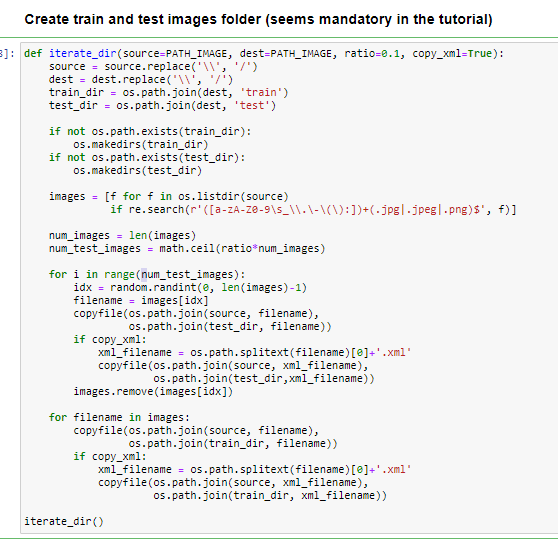 Create train and test images folder (seems mandatory in the tutorial)
]: def iterate_dir(source=PATH_IMAGE, dest=PATH_IMAGE, ratio=0.1, copy_xml=True):
    source = source.replace('\\', '/')
    dest = dest.replace('\\', '/')
    train_dir = os.path.join(dest, 'train')
    test_dir = os.path.join(dest, 'test')

    if not os.path.exists(train_dir):
        os.makedirs(train_dir)
    if not os.path.exists(test_dir):
        os.makedirs(test_dir)

    images = [f for f in os.listdir(source)
              if re.search(r'([a-zA-Z0-9\s_\\.\-\(\):])+(.jpg|.jpeg|.png)$', f)]

    num_images = len(images)
    num_test_images = math.ceil(ratio*num_images)

    for i in range(num_test_images):
        idx = random.randint(0, len(images)-1)
        filename = images[idx]
        copyfile(os.path.join(source, filename),
                 os.path.join(test_dir, filename))
        if copy_xml:
            xml_filename = os.path.splitext(filename)[0]+'.xml'
            copyfile(os.path.join(source, xml_filename),
                     os.path.join(test_dir,xml_filename))
        images.remove(images[idx])

    for filename in images:
        copyfile(os.path.join(source, filename),
                 os.path.join(train_dir, filename))
        if copy_xml:
            xml_filename = os.path.splitext(filename)[0]+'.xml'
            copyfile(os.path.join(source, xml_filename),
                     os.path.join(train_dir, xml_filename))

iterate_dir()